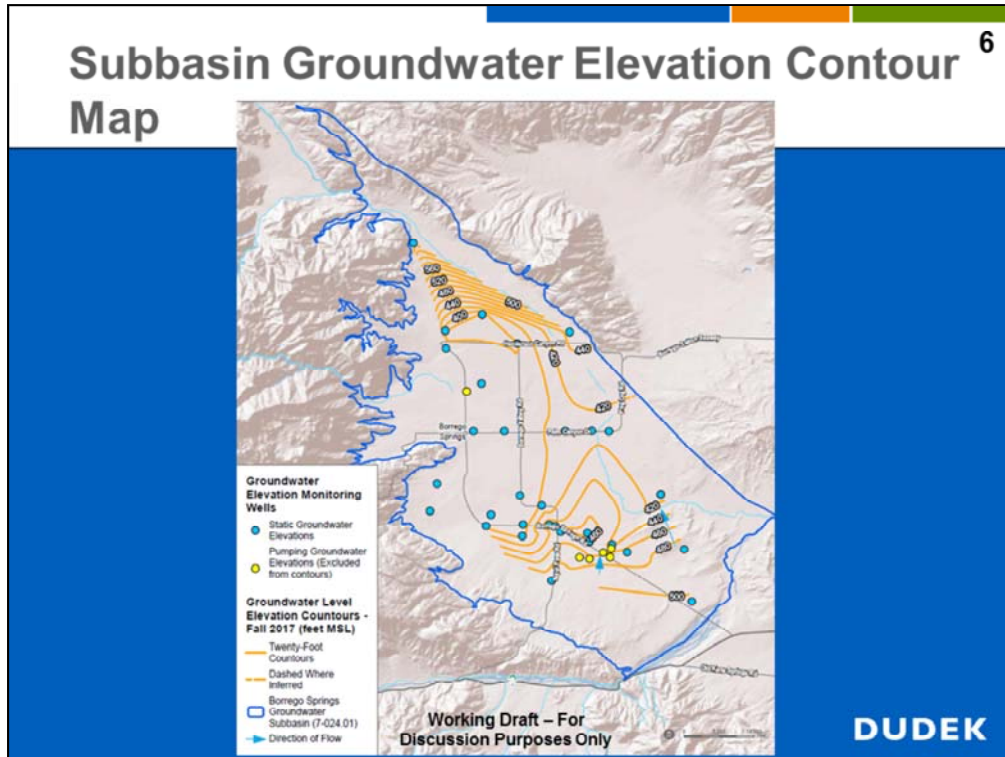 6
Subbasin Groundwater Elevation Contour
Map
560
520
480
440
400
500
440
420
420
Borrego
Springs
Groundwater
Elevation Monitoring
Wells
Static Groundwater
Elevations
Pumping Groundwater
Elevations (Excluded
from contours)
Groundwater Level
Elevation Countours -
Fall 2017 (feet MSL)
Twenty-Foot
Countours
Dashed Where
Inferred
Borrego Springs
Groundwater
Subbasin (7-024.01)
Direction of Flow
420
440
460
480
460
500
Working Draft – For
Discussion Purposes Only
DUDEK